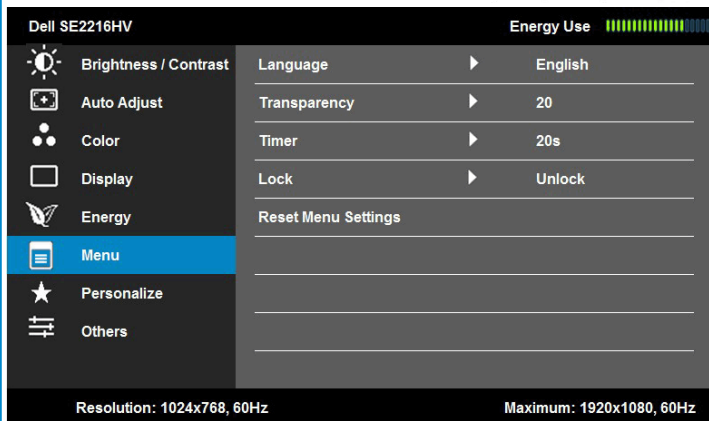 Dell SE2216HV Energy Use
Brightness / Contrast Language English
Auto Adjust Transparency 20
Color Timer 20s
Display Lock Unlock
Energy Reset Menu Settings
Menu
Personalize
Others
Resolution: 1024x768, 60Hz Maximum: 1920x1080, 60Hz